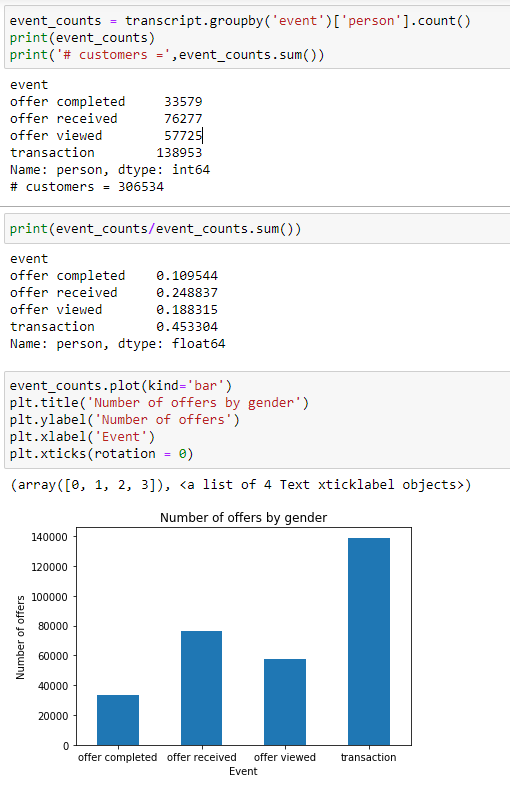 event_counts = transcript.groupby('event')['person'].count()
print(event_counts)
print('# customers =',event_counts.sum())
event
offer completed     33579
offer received      76277
offer viewed        57725
transaction        138953
Name: person, dtype: int64
# customers = 306534
print(event_counts/event_counts.sum())
event
offer completed    0.109544
offer received     0.248837
offer viewed       0.188315
transaction        0.453304
Name: person, dtype: float64
event_counts.plot(kind='bar')
plt.title('Number of offers by gender')
plt.ylabel('Number of offers')
plt.xlabel('Event')
plt.xticks(rotation = 0)
(array([0, 1, 2, 3]), <a list of 4 Text xticklabel objects>)
Number of offers by gender
Number of offers
140000
120000
100000
80000
60000
40000
20000
0
offer completed offer received offer viewed transaction
Event